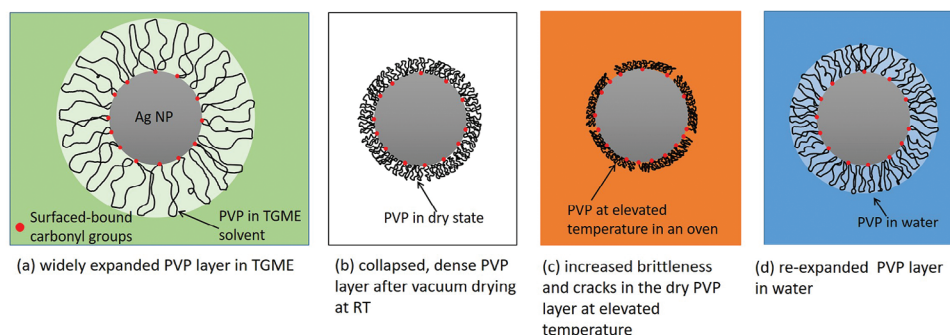 Ag NP
Surfaced-bound
carbonyl groups
PVP in TGME
solvent
(a) widely expanded PVP layer in TGME
PVP in dry state
(b) collapsed, dense PVP
layer after vacuum drying
at RT
PVP at elevated
temperature in an oven
(c) increased brittleness
and cracks in the dry PVP
layer at elevated
temperature
PVP in water
(d) re-expanded PVP layer
in water